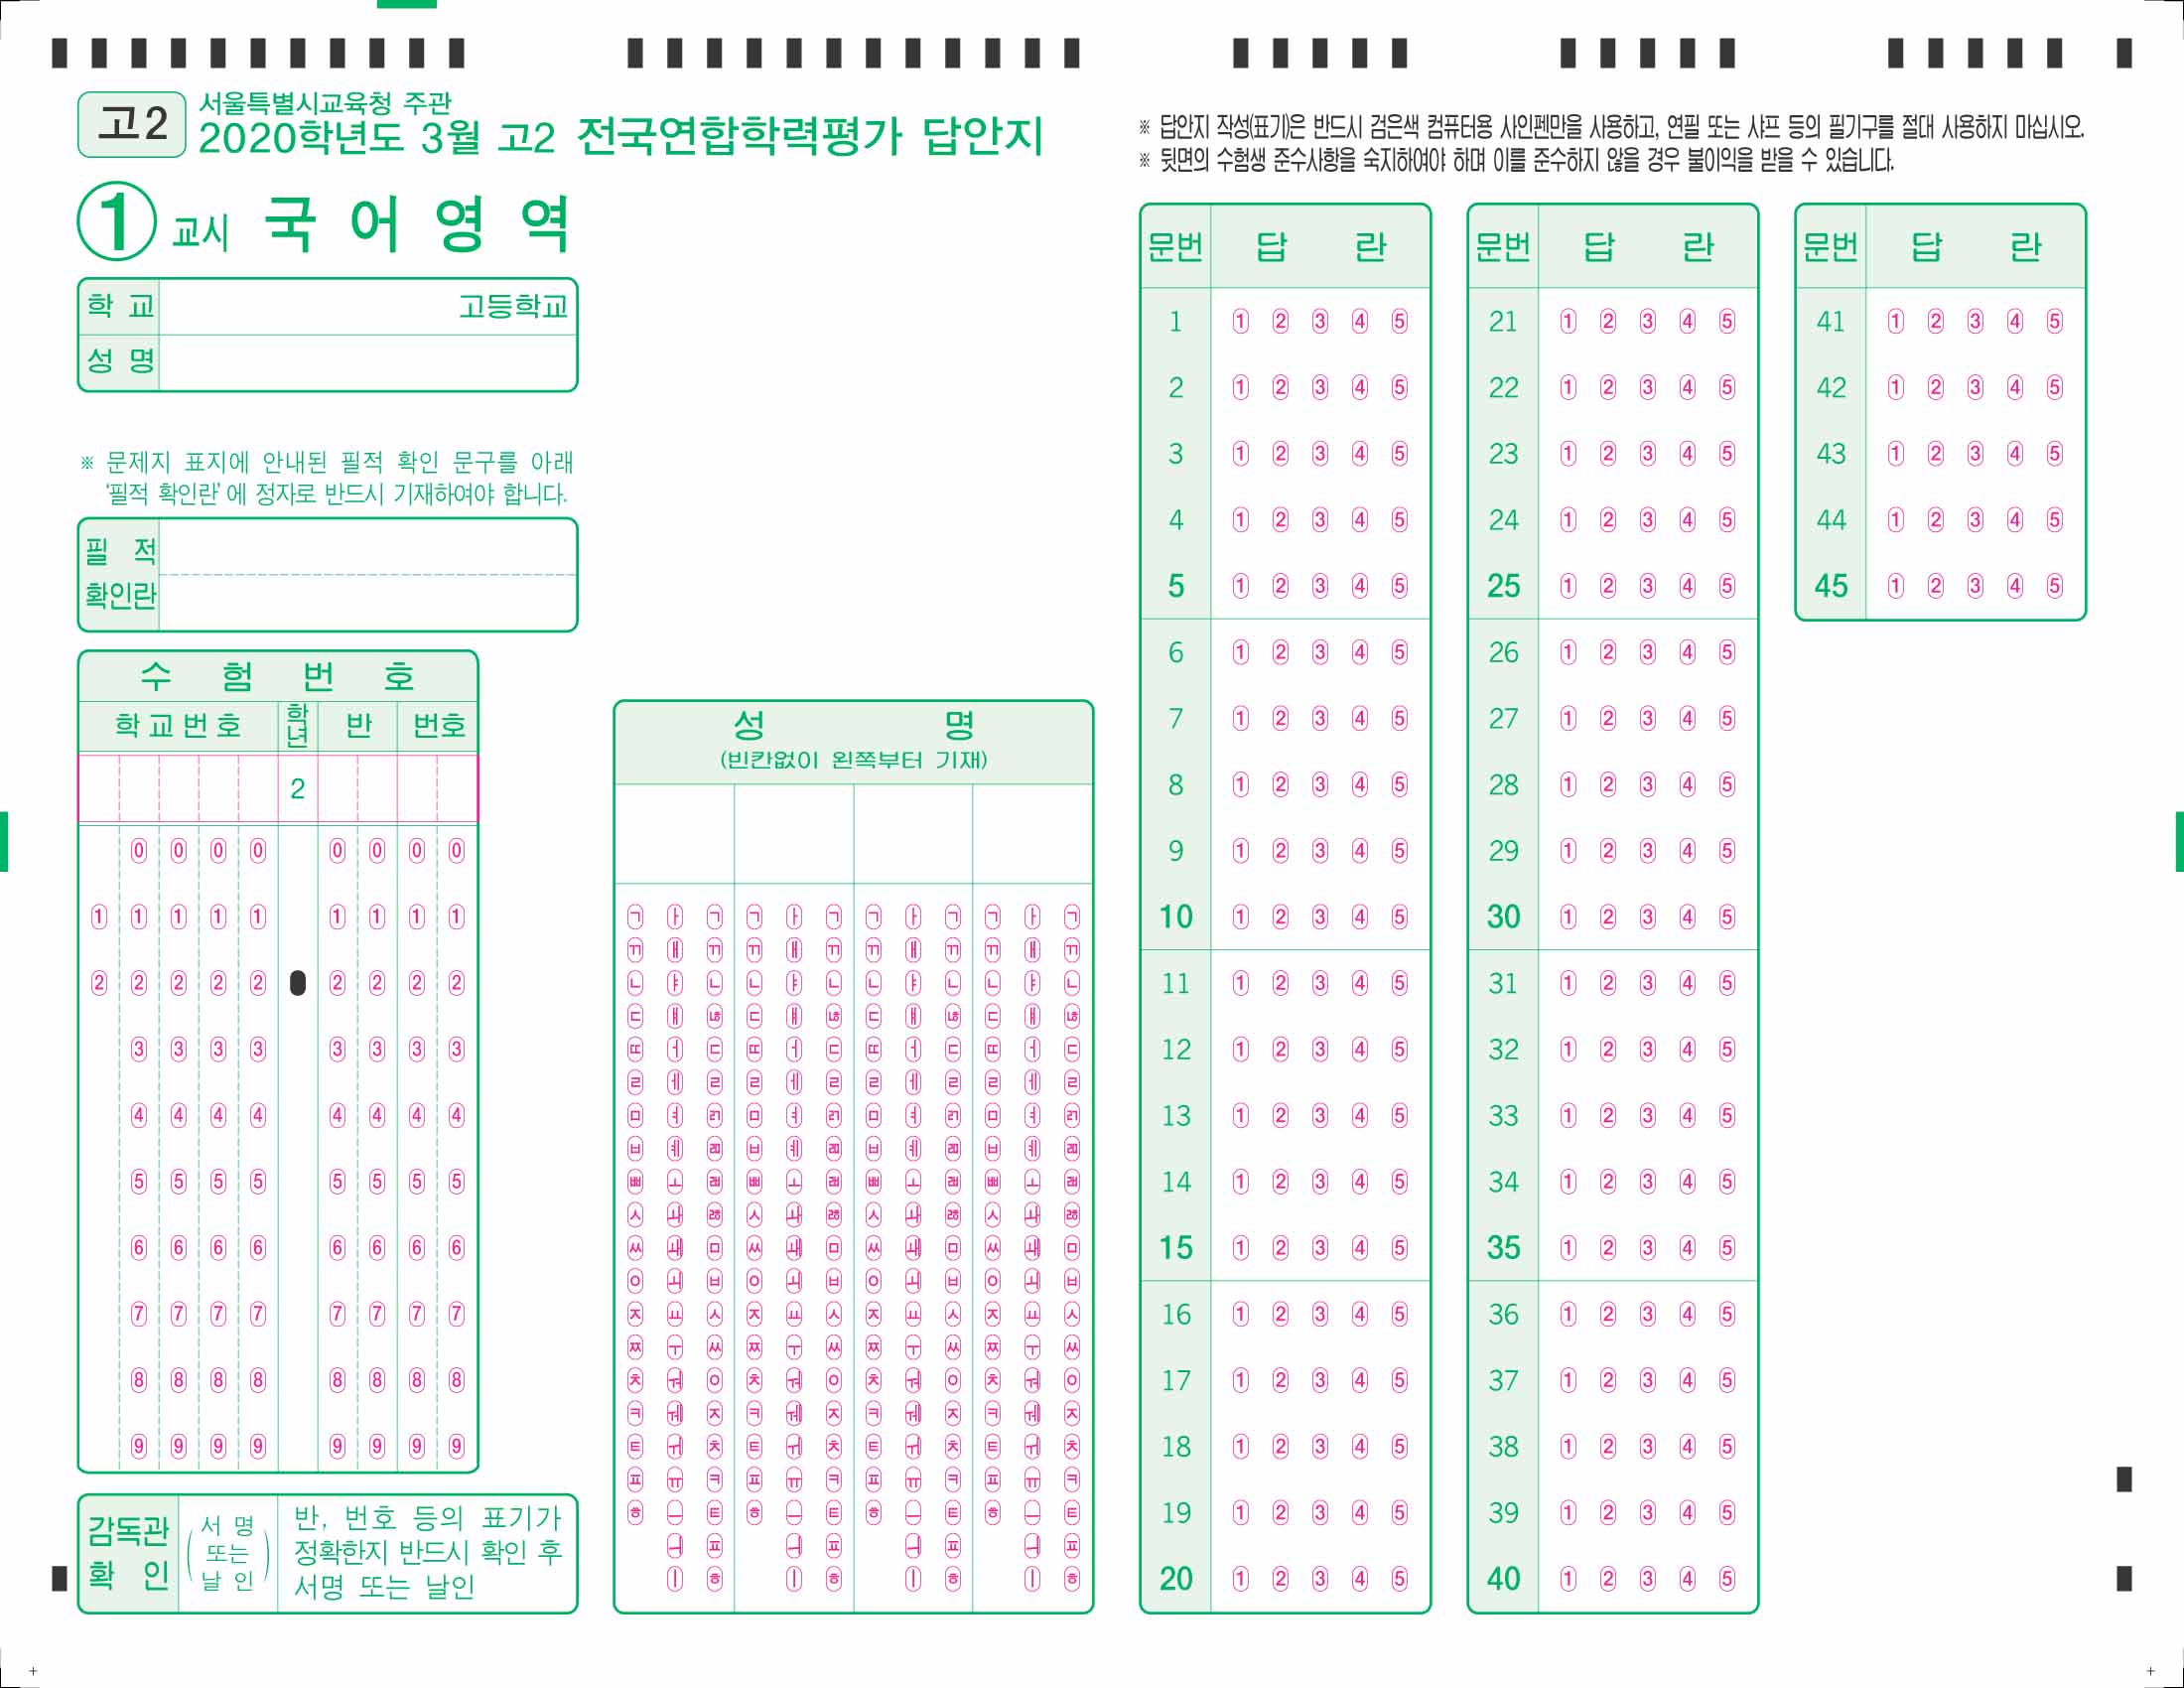 고2
서울특별시교육청 주관
2020학년도 3월 고2 전국연합학력평가 답안지
① 교시 국 어 영 역
학 교 고등학교
성 명
※ 문제지 표지에 안내된 필적 확인 문구를 아래
'필적 확인란'에 정자로 반드시 기재하여야 합니다.
필 적
확인란
수 험 번 호
학교번호 학년 반 번호
2
0 0 0 0 0 0 0 0
1 1 1 1 1 1 1 1 1
2 2 2 2 2 2 2 2 2
3 3 3 3 3 3 3 3
4 4 4 4 4 4 4 4
5 5 5 5 5 5 5 5
6 6 6 6 6 6 6 6
7 7 7 7 7 7 7 7
8 8 8 8 8 8 8 8
9 9 9 9 9 9 9 9
감독관
확 인
서 명
또는
날 인
반, 번호 등의 표기가
정확한지 반드시 확인 후
서명 또는 날인
성 명
(빈칸없이 왼쪽부터 기재)
ㄱ ㅏ ㄱ ㄱ ㅏ ㄱ ㄱ ㅏ ㄱ ㄱ ㅏ ㄱ
ㄲ ㅐ ㄲ ㄲ ㅐ ㄲ ㄲ ㅐ ㄲ ㄲ ㅐ ㄲ
ㄴ ㅑ ㄴ ㄴ ㅑ ㄴ ㄴ ㅑ ㄴ ㄴ ㅑ ㄴ
ㄷ ㅒ ㄶ ㄷ ㅒ ㄶ ㄷ ㅒ ㄶ ㄷ ㅒ ㄶ
ㄸ ㅓ ㄷ ㄸ ㅓ ㄷ ㄸ ㅓ ㄷ ㄸ ㅓ ㄷ
ㄹ ㅔ ㄹ ㄹ ㅔ ㄹ ㄹ ㅔ ㄹ ㄹ ㅔ ㄹ
ㅁ ㅕ ㄺ ㅁ ㅕ ㄺ ㅁ ㅕ ㄺ ㅁ ㅕ ㄺ
ㅂ ㅖ ㄻ ㅂ ㅖ ㄻ ㅂ ㅖ ㄻ ㅂ ㅖ ㄻ
ㅃ ㅗ ㄼ ㅃ ㅗ ㄼ ㅃ ㅗ ㄼ ㅃ ㅗ ㄼ
ㅅ ㅘ ㅀ ㅅ ㅘ ㅀ ㅅ ㅘ ㅀ ㅅ ㅘ ㅀ
ㅆ ㅙ ㅁ ㅆ ㅙ ㅁ ㅆ ㅙ ㅁ ㅆ ㅙ ㅁ
ㅇ ㅚ ㅂ ㅇ ㅚ ㅂ ㅇ ㅚ ㅂ ㅇ ㅚ ㅂ
ㅈ ㅛ ㅅ ㅈ ㅛ ㅅ ㅈ ㅛ ㅅ ㅈ ㅛ ㅅ
ㅉ ㅜ ㅆ ㅉ ㅜ ㅆ ㅉ ㅜ ㅆ ㅉ ㅜ ㅆ
ㅊ ㅝ ㅇ ㅊ ㅝ ㅇ ㅊ ㅝ ㅇ ㅊ ㅝ ㅇ
ㅋ ㅞ ㅈ ㅋ ㅞ ㅈ ㅋ ㅞ ㅈ ㅋ ㅞ ㅈ
ㅌ ㅟ ㅊ ㅌ ㅟ ㅊ ㅌ ㅟ ㅊ ㅌ ㅟ ㅊ
ㅍ ㅠ ㅋ ㅍ ㅠ ㅋ ㅍ ㅠ ㅋ ㅍ ㅠ ㅋ
ㅎ ㅡ ㅌ ㅎ ㅡ ㅌ ㅎ ㅡ ㅌ ㅎ ㅡ ㅌ
ㅢ ㅍ ㅢ ㅍ ㅢ ㅍ ㅢ ㅍ
ㅣ ㅎ ㅣ ㅎ ㅣ ㅎ ㅣ ㅎ
※ 답안지 작성(표기)은 반드시 검은색 컴퓨터용 사인펜만을 사용하고, 연필 또는 샤프 등의 필기구를 절대 사용하지 마십시오.
※ 뒷면의 수험생 준수사항을 숙지하여야 하며 이를 준수하지 않을 경우 불이익을 받을 수 있습니다.
문번 답 란
1 1 2 3 4 5
2 1 2 3 4 5
3 1 2 3 4 5
4 1 2 3 4 5
5 1 2 3 4 5
6 1 2 3 4 5
7 1 2 3 4 5
8 1 2 3 4 5
9 1 2 3 4 5
10 1 2 3 4 5
11 1 2 3 4 5
12 1 2 3 4 5
13 1 2 3 4 5
14 1 2 3 4 5
15 1 2 3 4 5
16 1 2 3 4 5
17 1 2 3 4 5
18 1 2 3 4 5
19 1 2 3 4 5
20 1 2 3 4 5
문번 답 란
21 1 2 3 4 5
22 1 2 3 4 5
23 1 2 3 4 5
24 1 2 3 4 5
25 1 2 3 4 5
26 1 2 3 4 5
27 1 2 3 4 5
28 1 2 3 4 5
29 1 2 3 4 5
30 1 2 3 4 5
31 1 2 3 4 5
32 1 2 3 4 5
33 1 2 3 4 5
34 1 2 3 4 5
35 1 2 3 4 5
36 1 2 3 4 5
37 1 2 3 4 5
38 1 2 3 4 5
39 1 2 3 4 5
40 1 2 3 4 5
문번 답 란
41 1 2 3 4 5
42 1 2 3 4 5
43 1 2 3 4 5
44 1 2 3 4 5
45 1 2 3 4 5